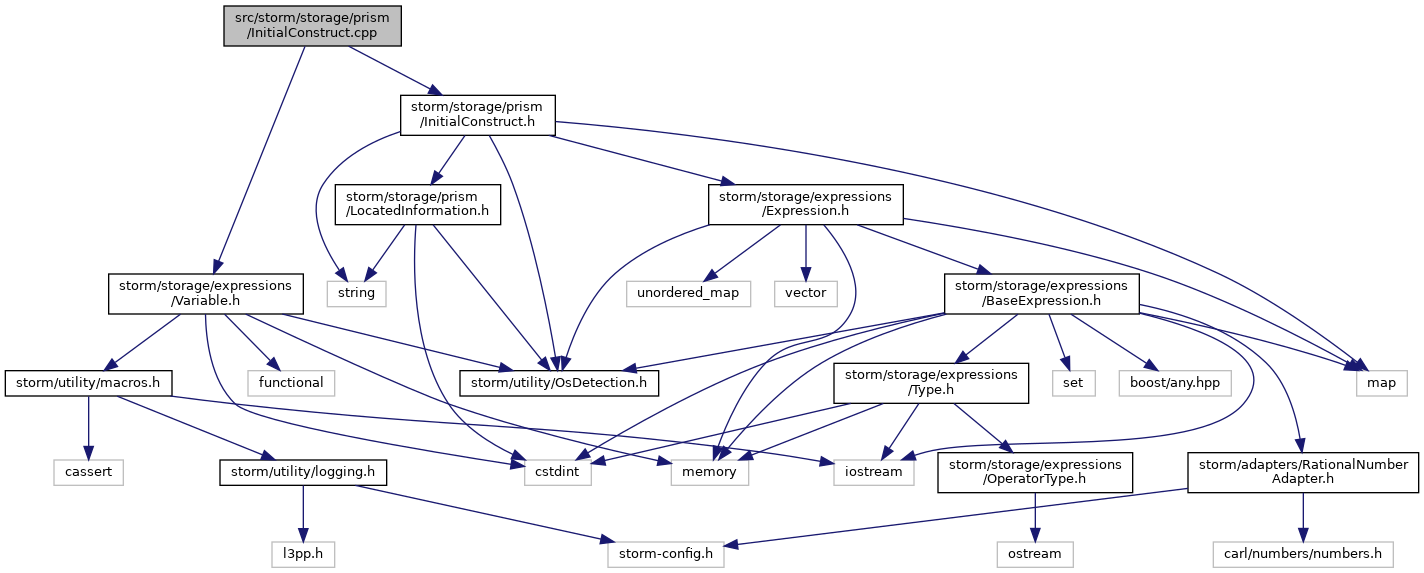 src/storm/storage/prism
/InitialConstruct.cpp
storm/storage/prism
/InitialConstruct.h
storm/storage/prism
/LocatedInformation.h
storm/storage/expressions
/Expression.h
storm/storage/expressions
/Variable.h
string
unordered_map
vector
storm/storage/expressions
/BaseExpression.h
storm/utility/macros.h
functional
storm/utility/OsDetection.h
storm/storage/expressions
/Type.h
set
boost/any.hpp
map
cassert
storm/utility/logging.h
cstdint
memory
iostream
storm/storage/expressions
/OperatorType.h
storm/adapters/RationalNumber
Adapter.h
l3pp.h
storm-config.h
ostream
carl/numbers/numbers.h